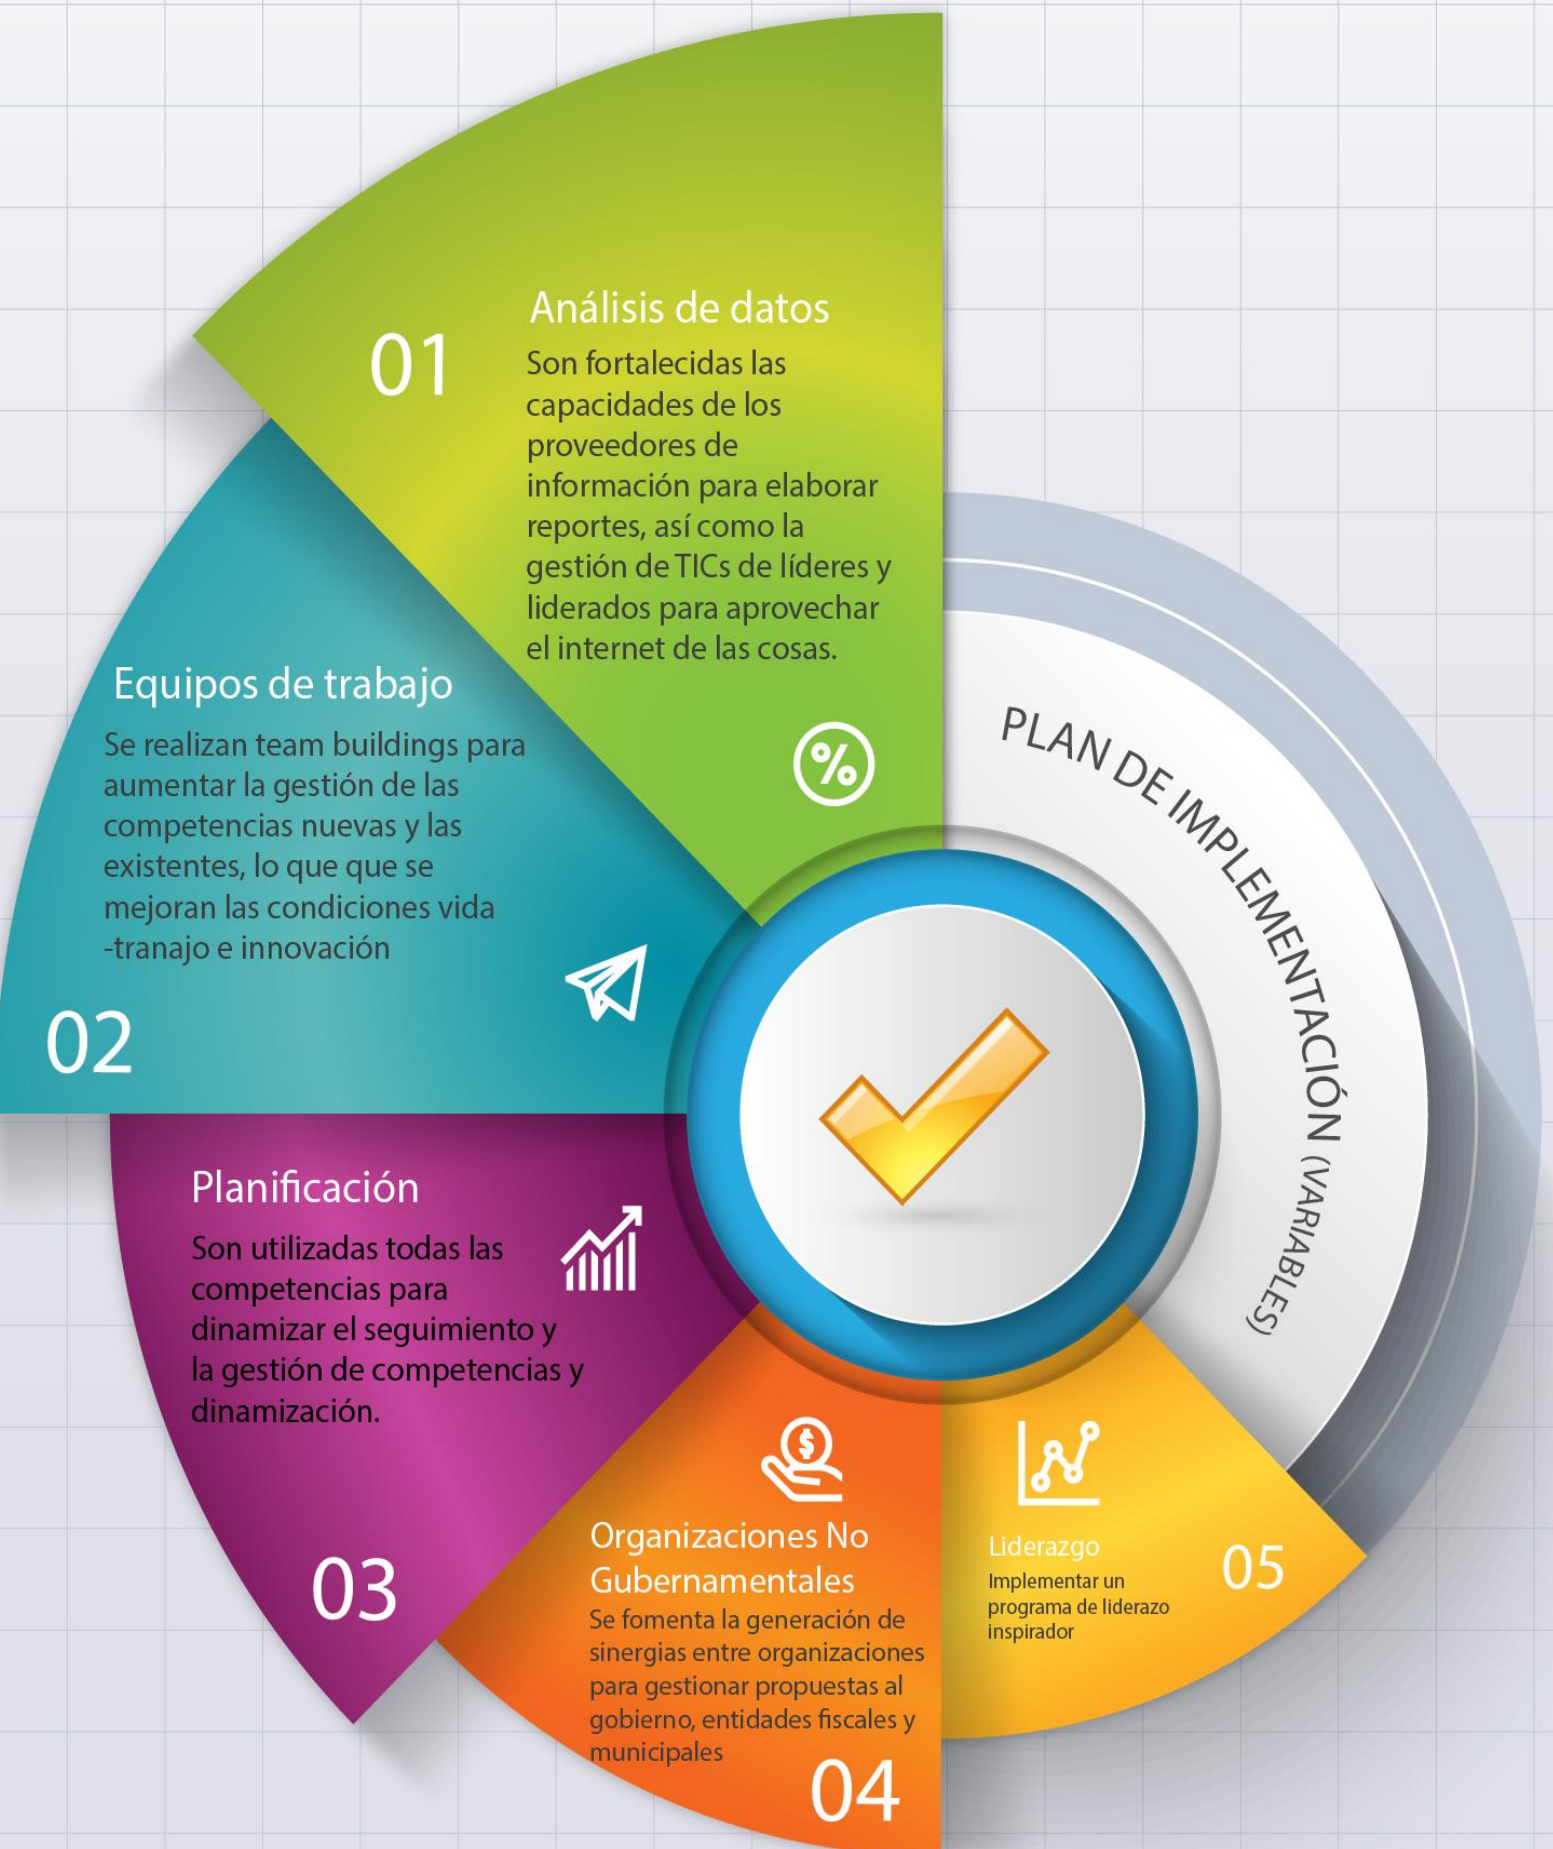 01
Análisis de datos
Son fortalecidas las
capacidades de los
proveedores de
información para elaborar
reportes, así como la
gestión de TICs de líderes y
liderados para aprovechar
el internet de las cosas.
%
Equipos de trabajo
Se realizan team buildings para
aumentar la gestión de las
competencias nuevas y las
existentes, lo que que se
mejoran las condiciones vida
-tranajo e innovación
02
Planificación
Son utilizadas todas las
competencias para
dinamizar el seguimiento y
la gestión de competencias y
dinamización.
03
$
Organizaciones No
Gubernamentales
Se fomenta la generación de
sinergias entre organizaciones
para gestionar propuestas al
gobierno, entidades fiscales y
municipales
04
Liderazgo
Implementar un
programa de liderazo
inspirador
05
PLAN DE IMPLEMENTACIÓN (VARIABLES)